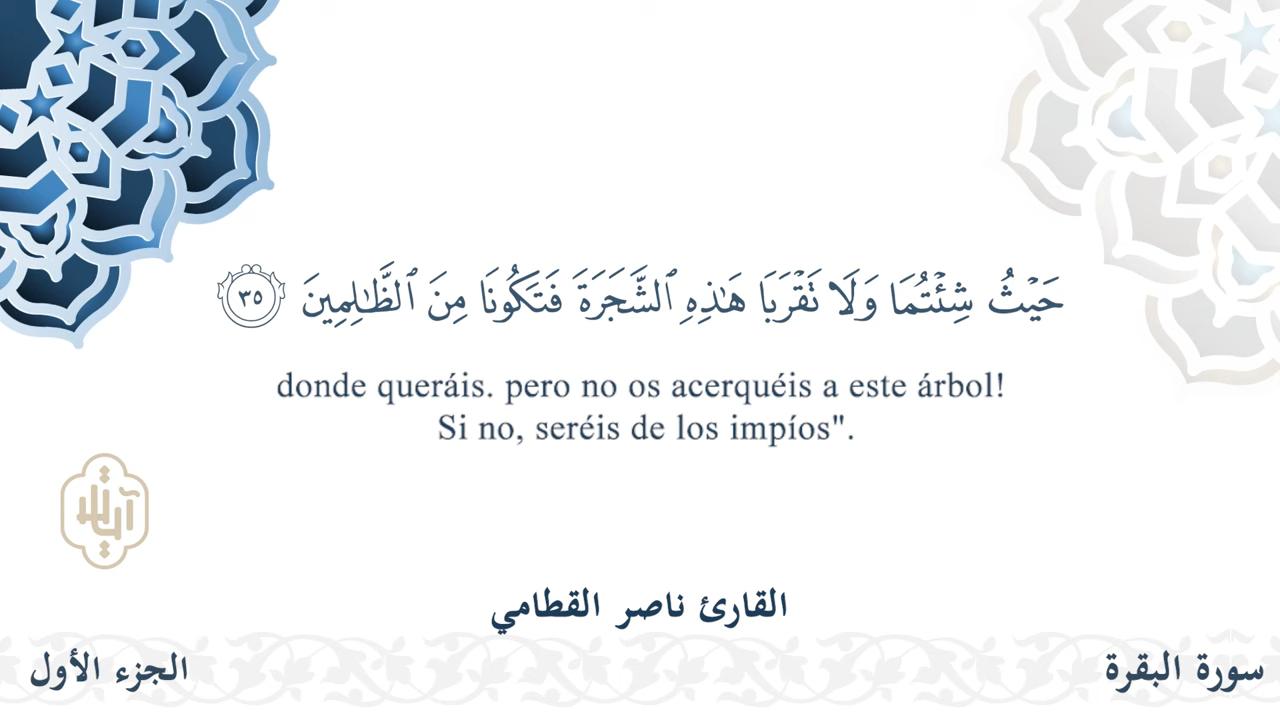 حَيْثُ شِئْتُمَا وَلَا تَقْرَبَا هَـٰذِهِ ٱلشَّجَرَةَ فَتَكُونَا مِنَ ٱلظَّـٰلِمِينَ ٣٥
donde queráis. pero no os acerquéis a este árbol!
Si no, seréis de los impíos".
القارئ ناصر القطامي
سورة البقرة
الجزء الأول